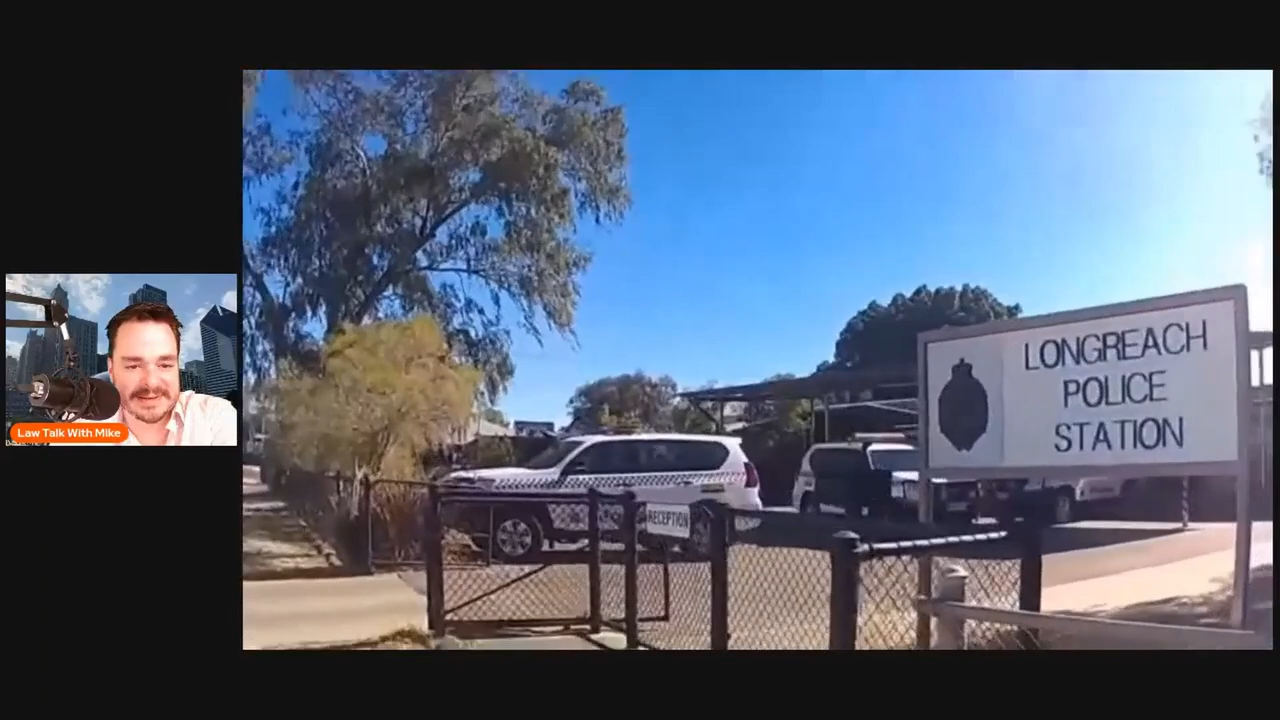 Law Talk With Mike
LONGREACH
POLICE
STATION
RECEPTION